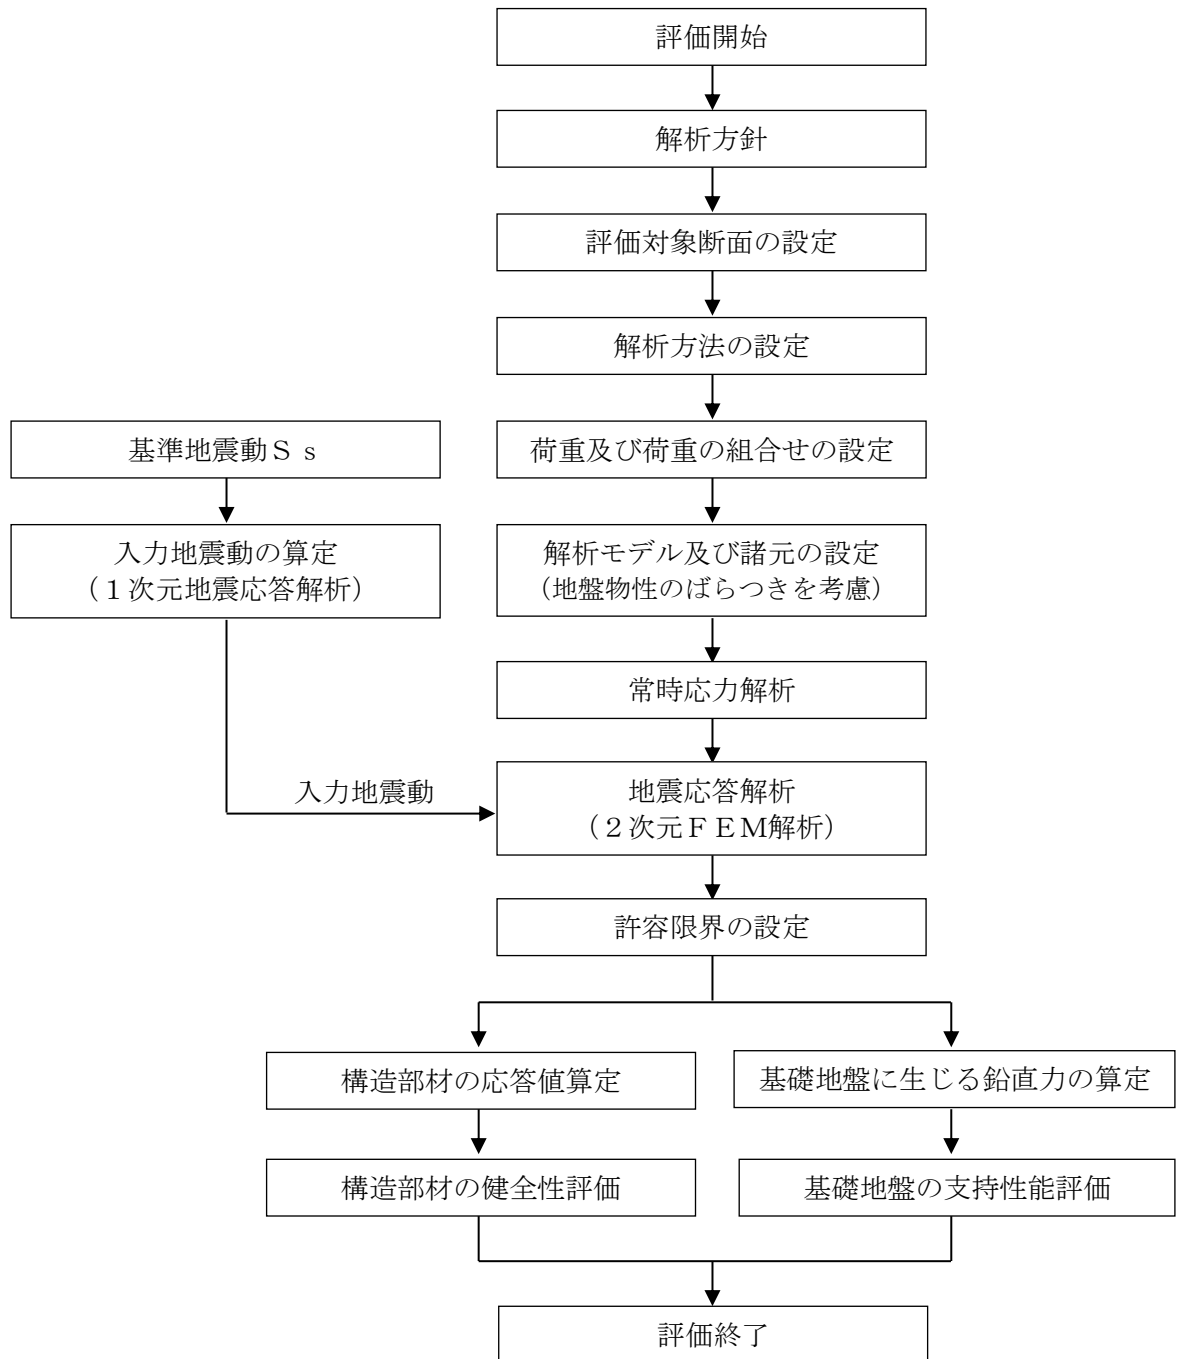 評価開始
解析方針
評価対象断面の設定
解析方法の設定
基準地震動Ｓｓ
荷重及び荷重の組合せの設定
入力地震動の算定
（１次元地震応答解析）
解析モデル及び諸元の設定
（地盤物性のばらつきを考慮）
常時応力解析
入力地震動
地震応答解析
（２次元ＦＥＭ解析）
許容限界の設定
構造部材の応答値算定
基礎地盤に生じる鉛直力の算定
構造部材の健全性評価
基礎地盤の支持性能評価
評価終了